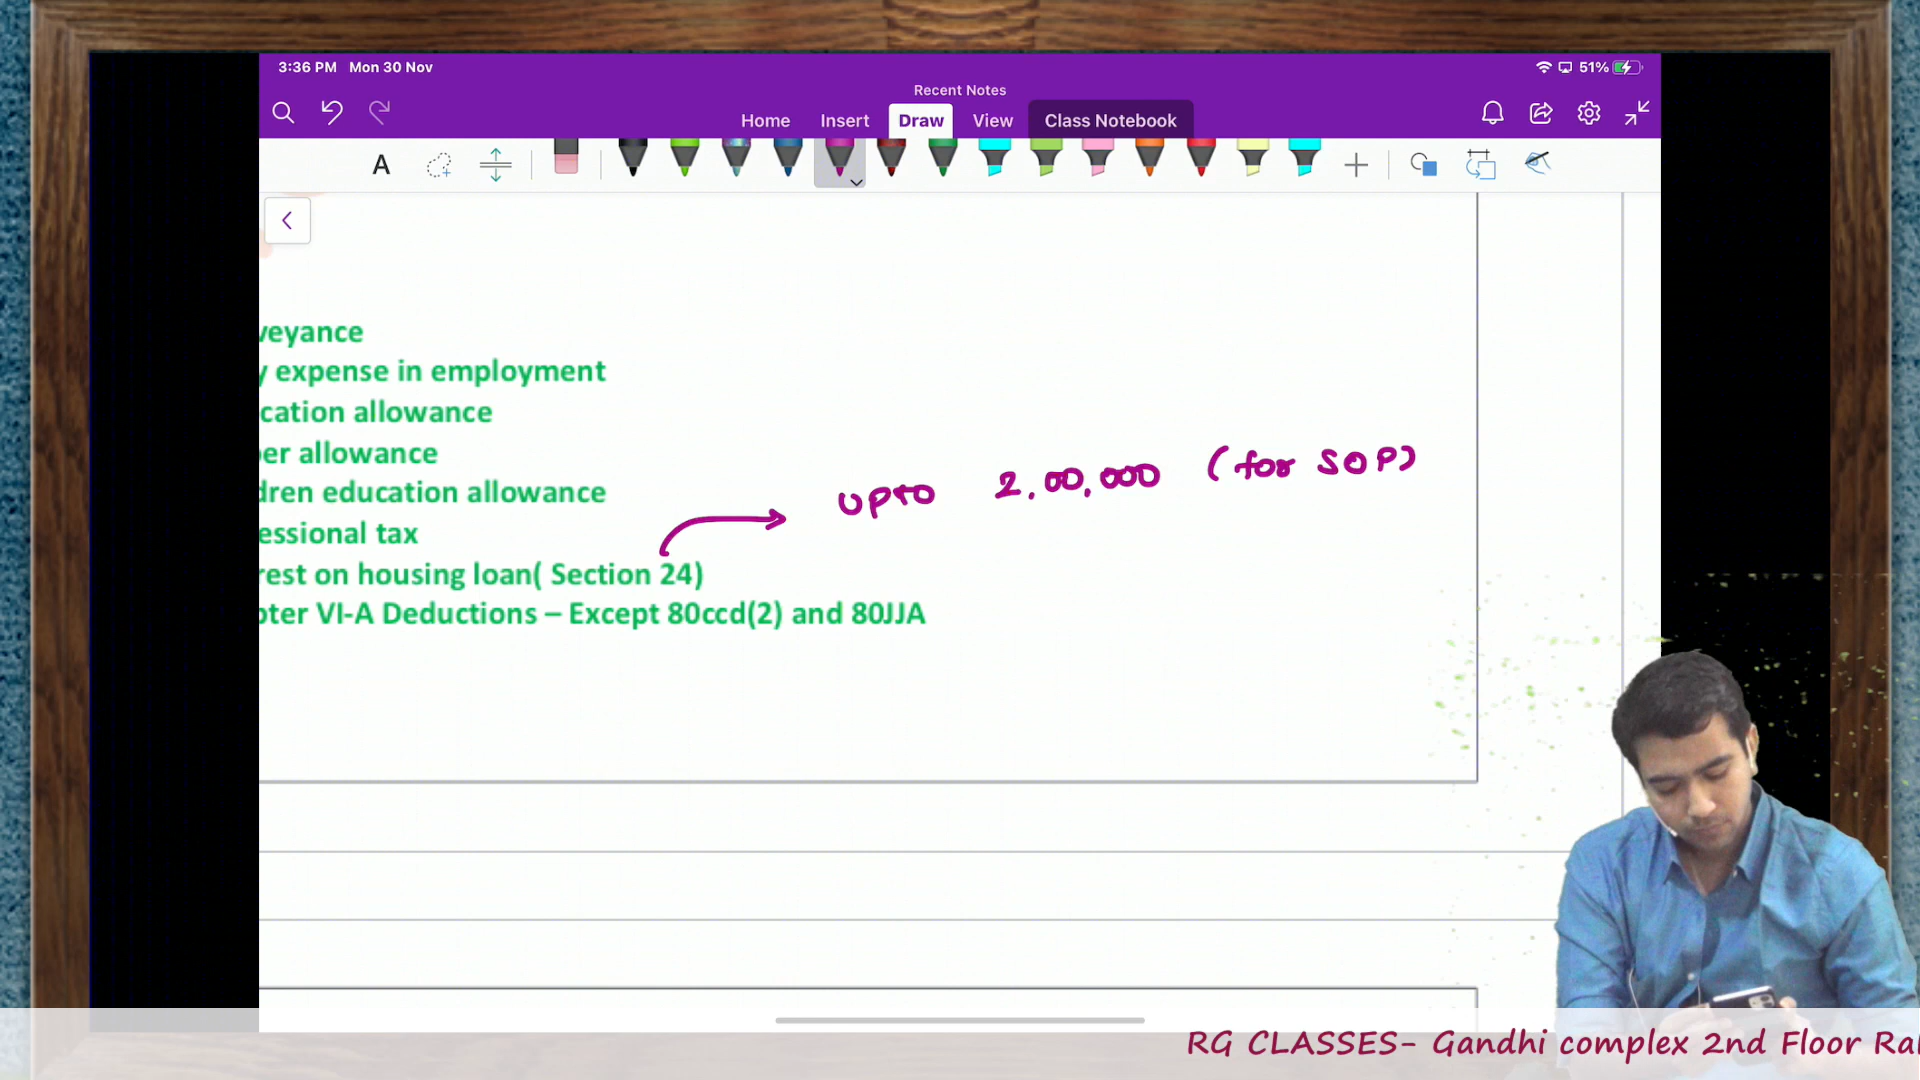 3:36 PM Mon 30 Nov
51%
Recent Notes
Home Insert Draw View Class Notebook
A
veyance
y expense in employment
cation allowance
er allowance
dren education allowance
essional tax
rest on housing loan( Section 24)
pter VI-A Deductions – Except 80ccd(2) and 80JJA
upto 2,00,000 (for SOP)
RG CLASSES- Gandhi complex 2nd Floor Ra